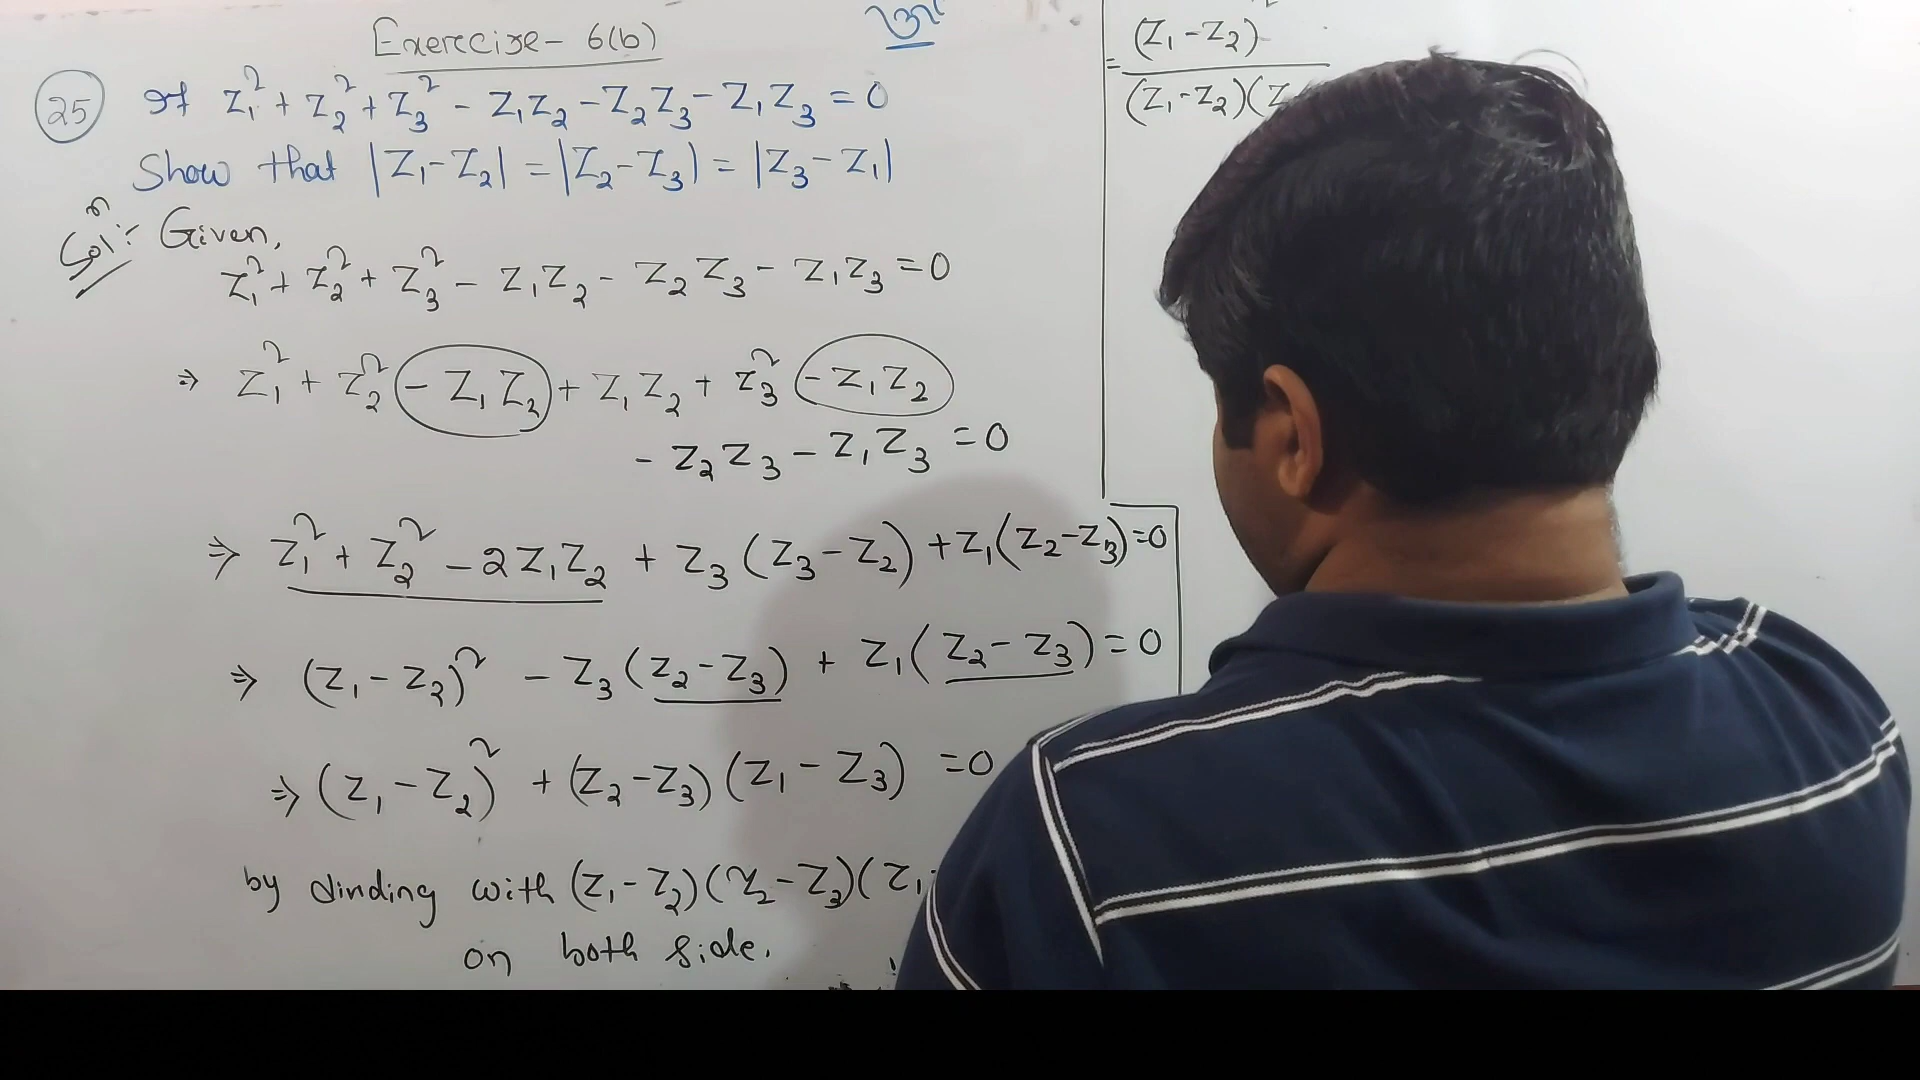 Exercise - 6(b)
25 If Z₁² + Z₂² + Z₃² - Z₁Z₂ - Z₂Z₃ - Z₁Z₃ = 0
Show that |Z₁ - Z₂| = |Z₂ - Z₃| = |Z₃ - Z₁|
Solⁿ:- Given,
Z₁² + Z₂² + Z₃² - Z₁Z₂ - Z₂Z₃ - Z₁Z₃ = 0
⇒ Z₁² + Z₂² - Z₁Z₂ + Z₁Z₂ + Z₃² - Z₁Z₂
- Z₂Z₃ - Z₁Z₃ = 0
⇒ Z₁² + Z₂² - 2Z₁Z₂ + Z₃(Z₃ - Z₂) + Z₁(Z₂ - Z₃) = 0
⇒ (Z₁ - Z₂)² - Z₃(Z₂ - Z₃) + Z₁(Z₂ - Z₃) = 0
⇒ (Z₁ - Z₂)² + (Z₂ - Z₃)(Z₁ - Z₃) = 0
by dinding with (Z₁ - Z₂)(Z₂ - Z₃)(Z₁ -
on both side.
= (Z₁ - Z₂)²
(Z₁ - Z₂)(Z